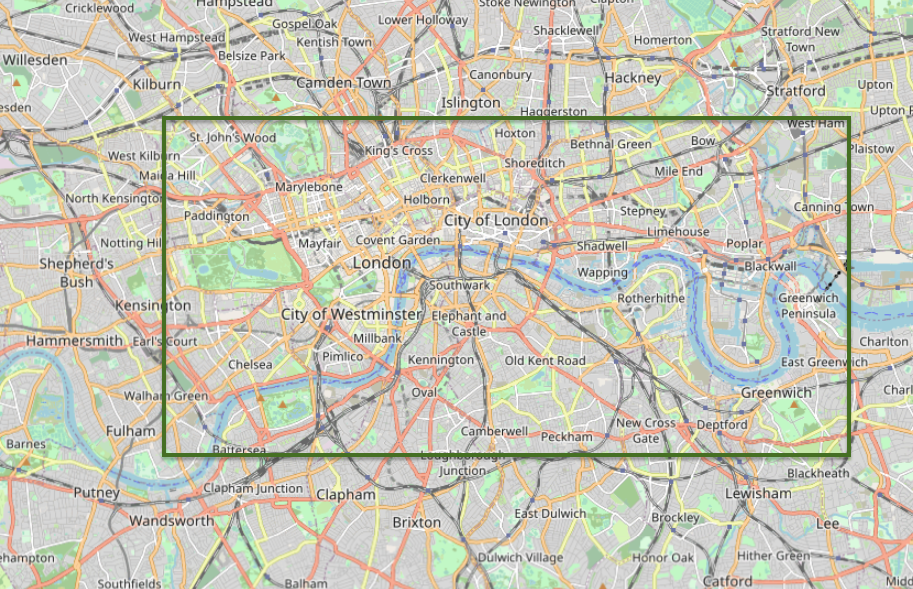 Cricklewood
Hampstead
Stoke Newington
Gospel Oak
Lower Holloway
Shacklewell
Stratford New
Town
West Hampstead
Kentish Town
Homerton
Belsize Park
Willesden
Kilburn
Camden Town
Canonbury
Hackney
Upton
Stratford
Islington
Haggerston
West Ham
St. John's Wood
Hoxton
Bethnal Green
Bow
West Kilburn
King's Cross
Shoreditch
Plaistow
Maida Hill
Clerkenwell
Mile End
Marylebone
North Kensington
Holborn
Canning Town
Paddington
City of London
Stepney
Notting Hill
Mayfair
Covent Garden
Shadwell
Limehouse
Poplar
Shepherd's
Bush
London
Wapping
Blackwall
Southwark
Rotherhithe
Greenwich
Peninsula
Kensington
City of Westminster
Elephant and
Castle
Hammersmith
Earl's Court
Millbank
Charlton
Chelsea
Pimlico
Kennington
Old Kent Road
East Greenwich
Walham Green
Oval
Greenwich
Fulham
Camberwell
Peckham
New Cross
Gate
Deptford
Barnes
Battersea
Loughborough
Junction
Putney
Clapham Junction
Clapham
Lewisham
Blackheath
Wandsworth
Brixton
East Dulwich
Brockley
Lee
Dulwich Village
Honor Oak
Hither Green
Southfields
Balham
Catford